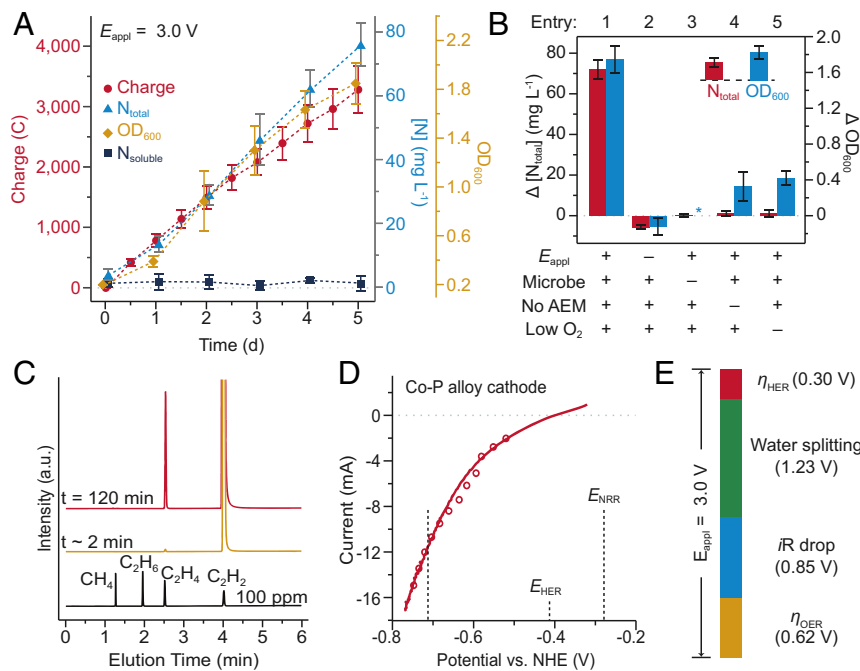 A
E_appl = 3.0 V
Charge
N_total
OD_600
N_soluble
4,000
3,000
2,000
1,000
0
Charge (C)
80
60
40
20
0
[N] (mg L⁻¹)
2.2
1.8
1.4
1.0
0.6
0.2
OD_600
0 1 2 3 4 5
Time (d)
B
Entry: 1 2 3 4 5
80
60
40
20
0
Δ [N_total] (mg L⁻¹)
N_total OD_600
*
2.0
1.6
1.2
0.8
0.4
0
Δ OD_600
E_appl + – + + +
Microbe + + – + +
No AEM + + + – +
Low O₂ + + + + –
C
Intensity (a.u.)
t = 120 min
t ~ 2 min
CH₄ C₂H₆ C₂H₄ C₂H₂
100 ppm
0 1 2 3 4 5 6
Elution Time (min)
D
Co-P alloy cathode
0
-4
-8
-12
-16
Current (mA)
E_NRR
E_HER
-0.8 -0.6 -0.4 -0.2
Potential vs. NHE (V)
E
E_appl = 3.0 V
η_HER (0.30 V)
Water splitting
(1.23 V)
iR drop
(0.85 V)
η_OER
(0.62 V)